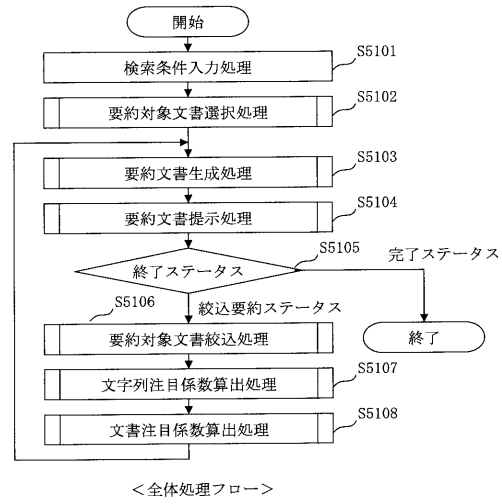 開始
S5101
検索条件入力処理
S5102
要約対象文書選択処理
S5103
要約文書生成処理
S5104
要約文書提示処理
S5105
終了ステータス
完了ステータス
S5106
絞込要約ステータス
要約対象文書絞込処理
終了
S5107
文字列注目係数算出処理
S5108
文書注目係数算出処理
<全体処理フロー>